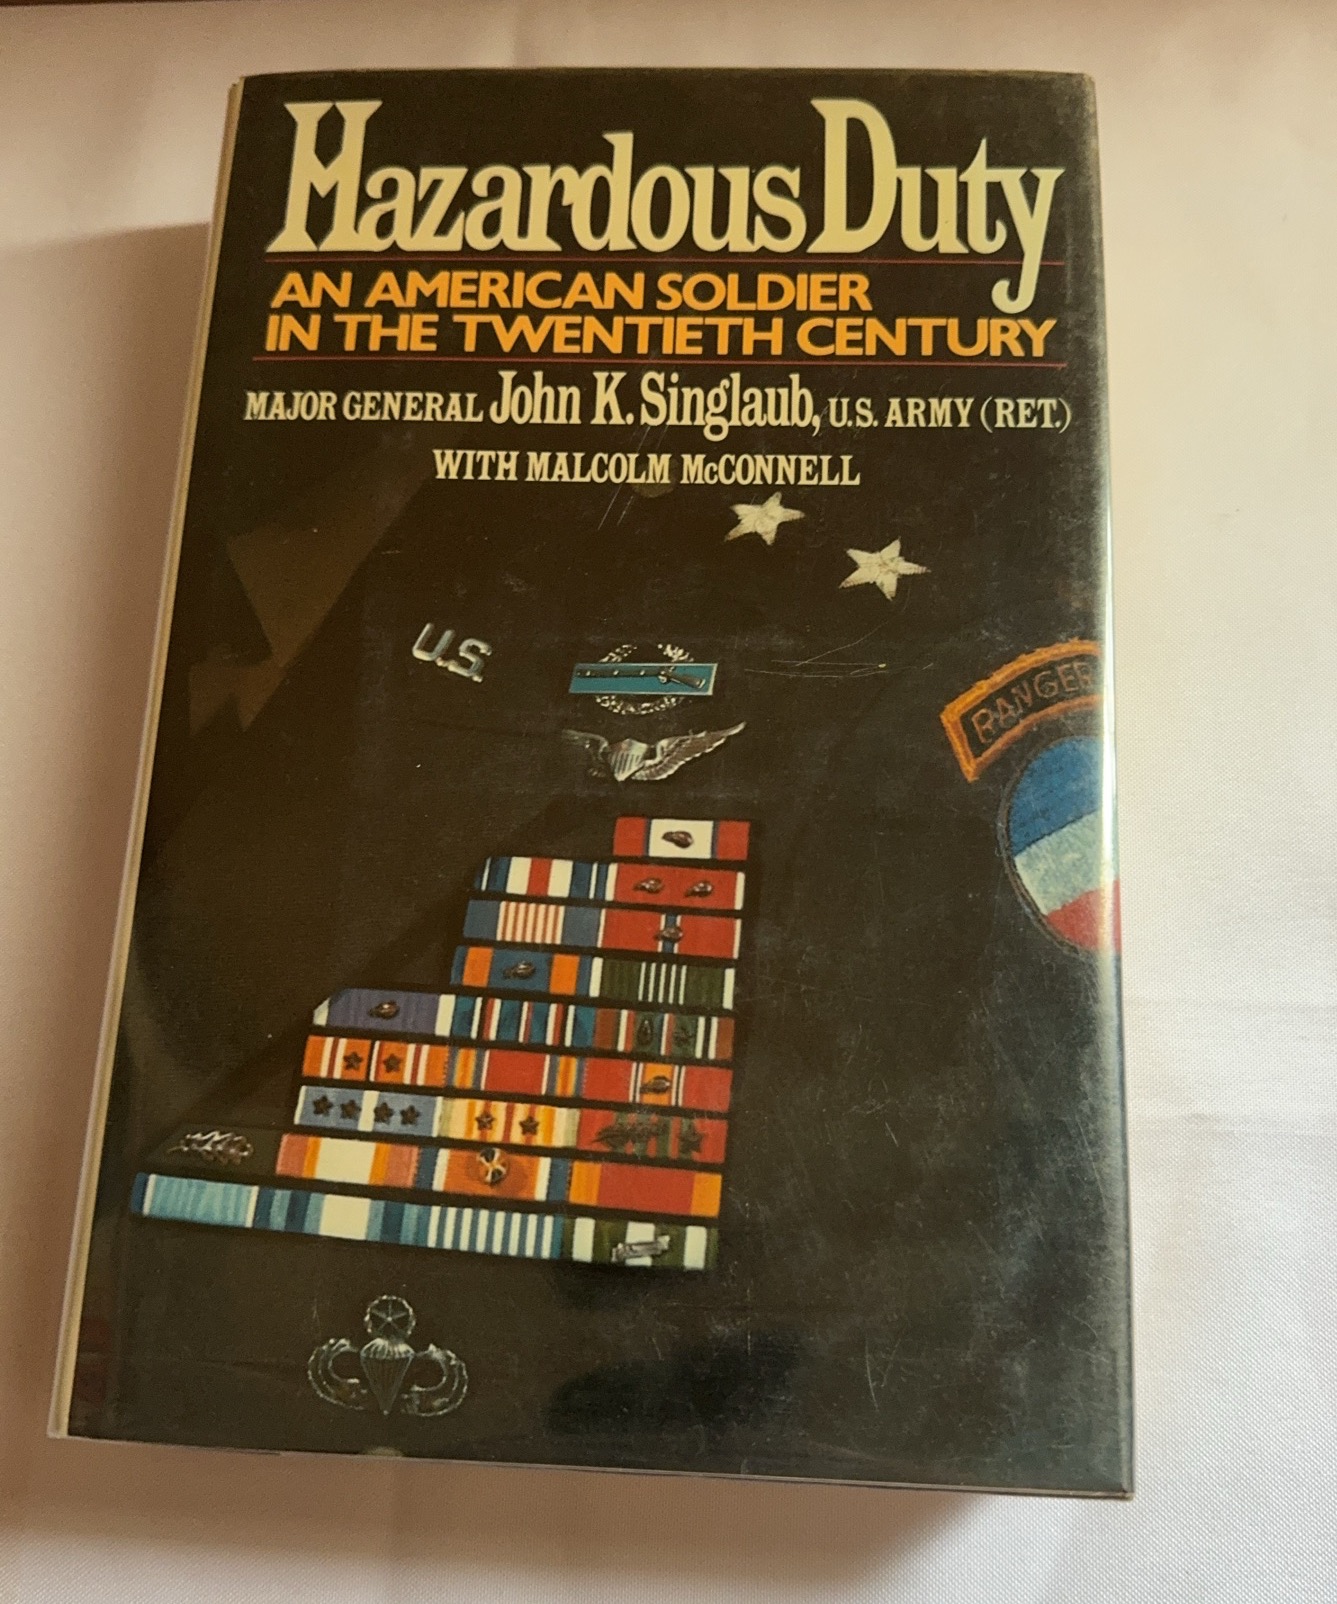 Hazardous Duty
AN AMERICAN SOLDIER
IN THE TWENTIETH CENTURY
MAJOR GENERAL John K. Singlaub, U.S. ARMY (RET.)
WITH MALCOLM McCONNELL
U.S.
RANGER